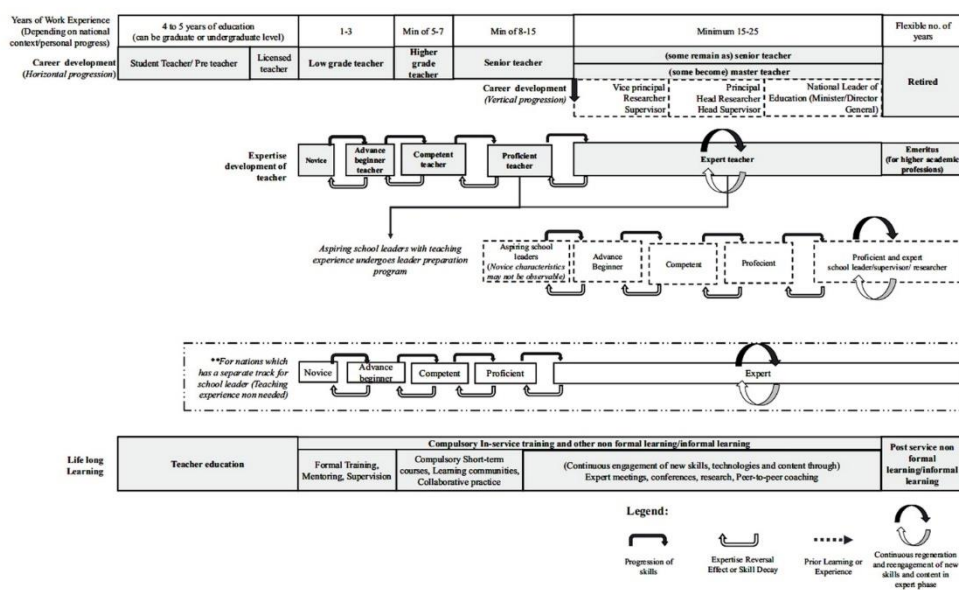 Years of Work Experience
(Depending on national
context/personal progress)
4 to 5 years of education
(can be graduate or undergraduate level)
1-3
Min of 5-7
Min of 8-15
Minimum 15-25
Flexible no. of
years
Career development
(Horizontal progression)
Student Teacher/ Pre teacher
Licensed
teacher
Low grade teacher
Higher
grade
teacher
Senior teacher
(some remain as) senior teacher
(some become) master teacher
Retired
Career development
(Vertical progression)
Vice principal
Researcher
Supervisor
Principal
Head Researcher
Head Supervisor
National Leader of
Education (Minister/Director
General)
Expertise
development of
teacher
Novice
Advance
beginner
teacher
Competent
teacher
Proficient
teacher
Expert teacher
Emeritus
(for higher academic
professions)
Aspiring school leaders with teaching
experience undergoes leader preparation
program
Aspiring school
leaders
(Novice characteristics
may not be observable)
Advance
Beginner
Competent
Profecient
Proficient and expert
school leader/supervisor/ researcher
**For nations which
has a separate track for
school leader (Teaching
experience non needed)
Novice
Advance
beginner
Competent
Proficient
Expert
Life long
Learning
Teacher education
Compulsory In-service training and other non formal learning/informal learning
Formal Training,
Mentoring, Supervision
Compulsory Short-term
courses, Learning communities,
Collaborative practice
(Continuous engagement of new skills, technologies and content through)
Expert meetings, conferences, research, Peer-to-peer coaching
Post service non
formal
learning/informal
learning
Legend:
Progression of
skills
Expertise Reversal
Effect or Skill Decay
Prior Learning or
Experience
Continuous regeneration
and reengagement of new
skills and content in
expert phase